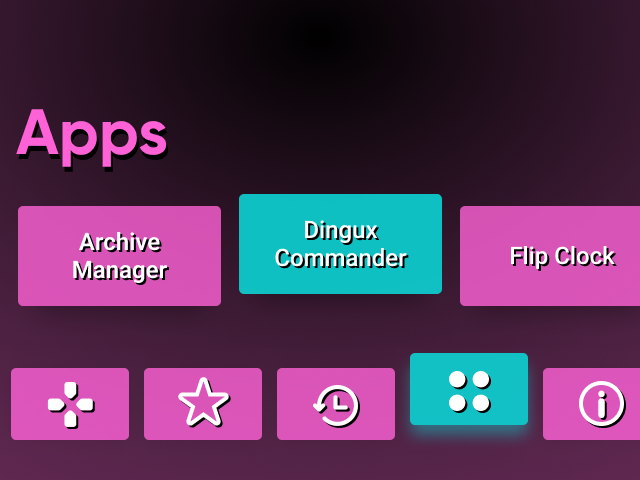 Apps
Archive
Manager
Dingux
Commander
Flip Clock